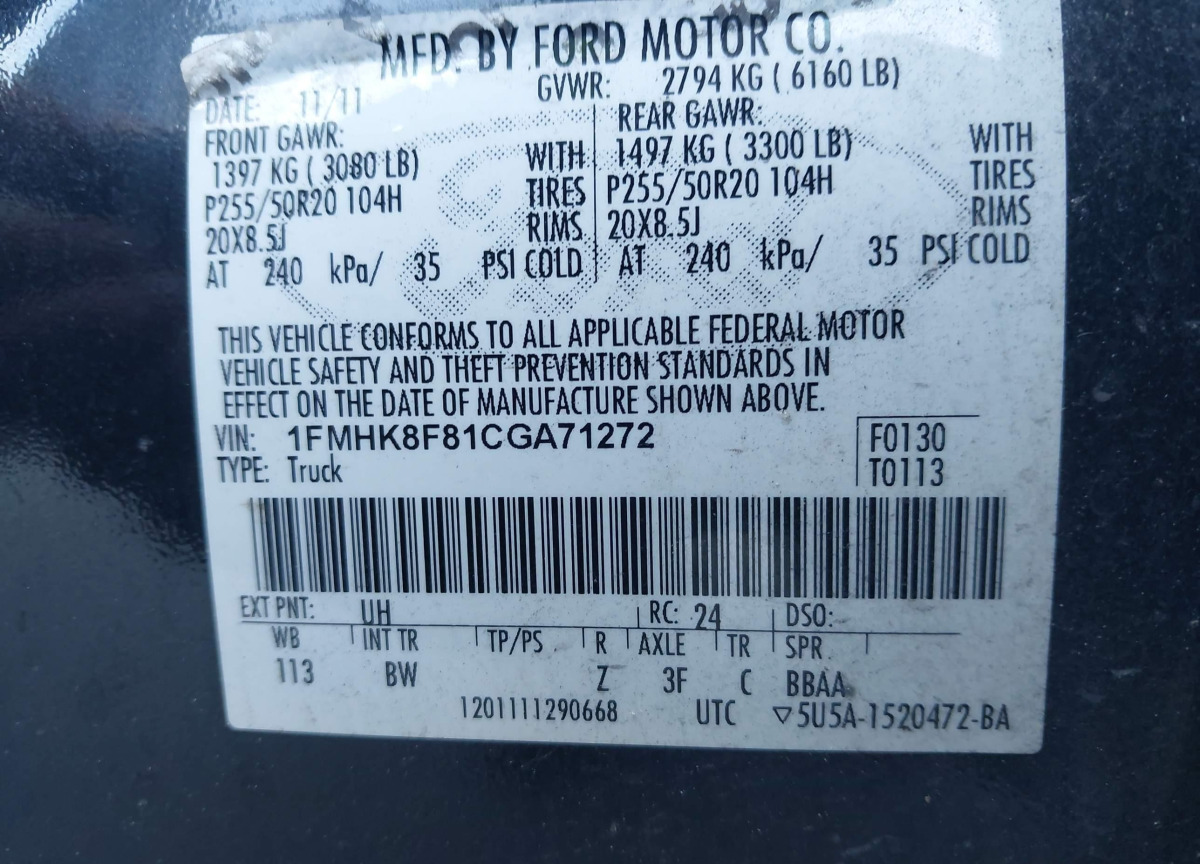 MFD. BY FORD MOTOR CO.
DATE: 11/11 GVWR: 2794 KG ( 6160 LB)
FRONT GAWR: REAR GAWR:
1397 KG ( 3080 LB) WITH 1497 KG ( 3300 LB) WITH
P255/50R20 104H TIRES P255/50R20 104H TIRES
20X8.5J RIMS 20X8.5J RIMS
AT 240 kPa/ 35 PSI COLD AT 240 kPa/ 35 PSI COLD
THIS VEHICLE CONFORMS TO ALL APPLICABLE FEDERAL MOTOR
VEHICLE SAFETY AND THEFT PREVENTION STANDARDS IN
EFFECT ON THE DATE OF MANUFACTURE SHOWN ABOVE.
VIN: 1FMHK8F81CGA71272 F0130
TYPE: Truck T0113
EXT PNT: UH RC: 24 DSO:
WB INT TR TP/PS R AXLE TR SPR
113 BW Z 3F C BBAA
1201111290668 UTC ▽5U5A-1520472-BA